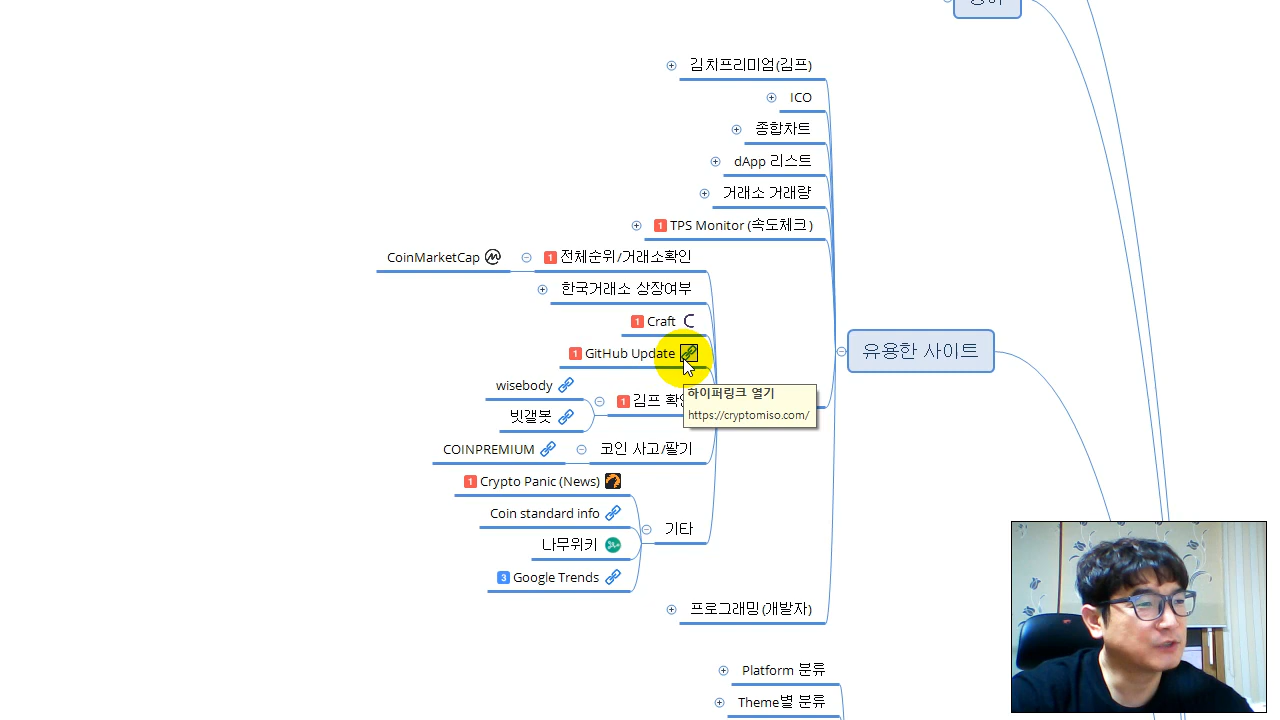 김치프리미엄(김프)
ICO
종합차트
dApp 리스트
거래소 거래량
1 TPS Monitor (속도체크)
CoinMarketCap
1 전체순위/거래소확인
한국거래소 상장여부
1 Craft
1 GitHub Update
유용한 사이트
하이퍼링크 열기
https://cryptomiso.com/
wisebody
빗갤봇
1 김프
COINPREMIUM
코인 사고/팔기
1 Crypto Panic (News)
Coin standard info
기타
나무위키
3 Google Trends
프로그래밍(개발자)
Platform 분류
Theme별 분류